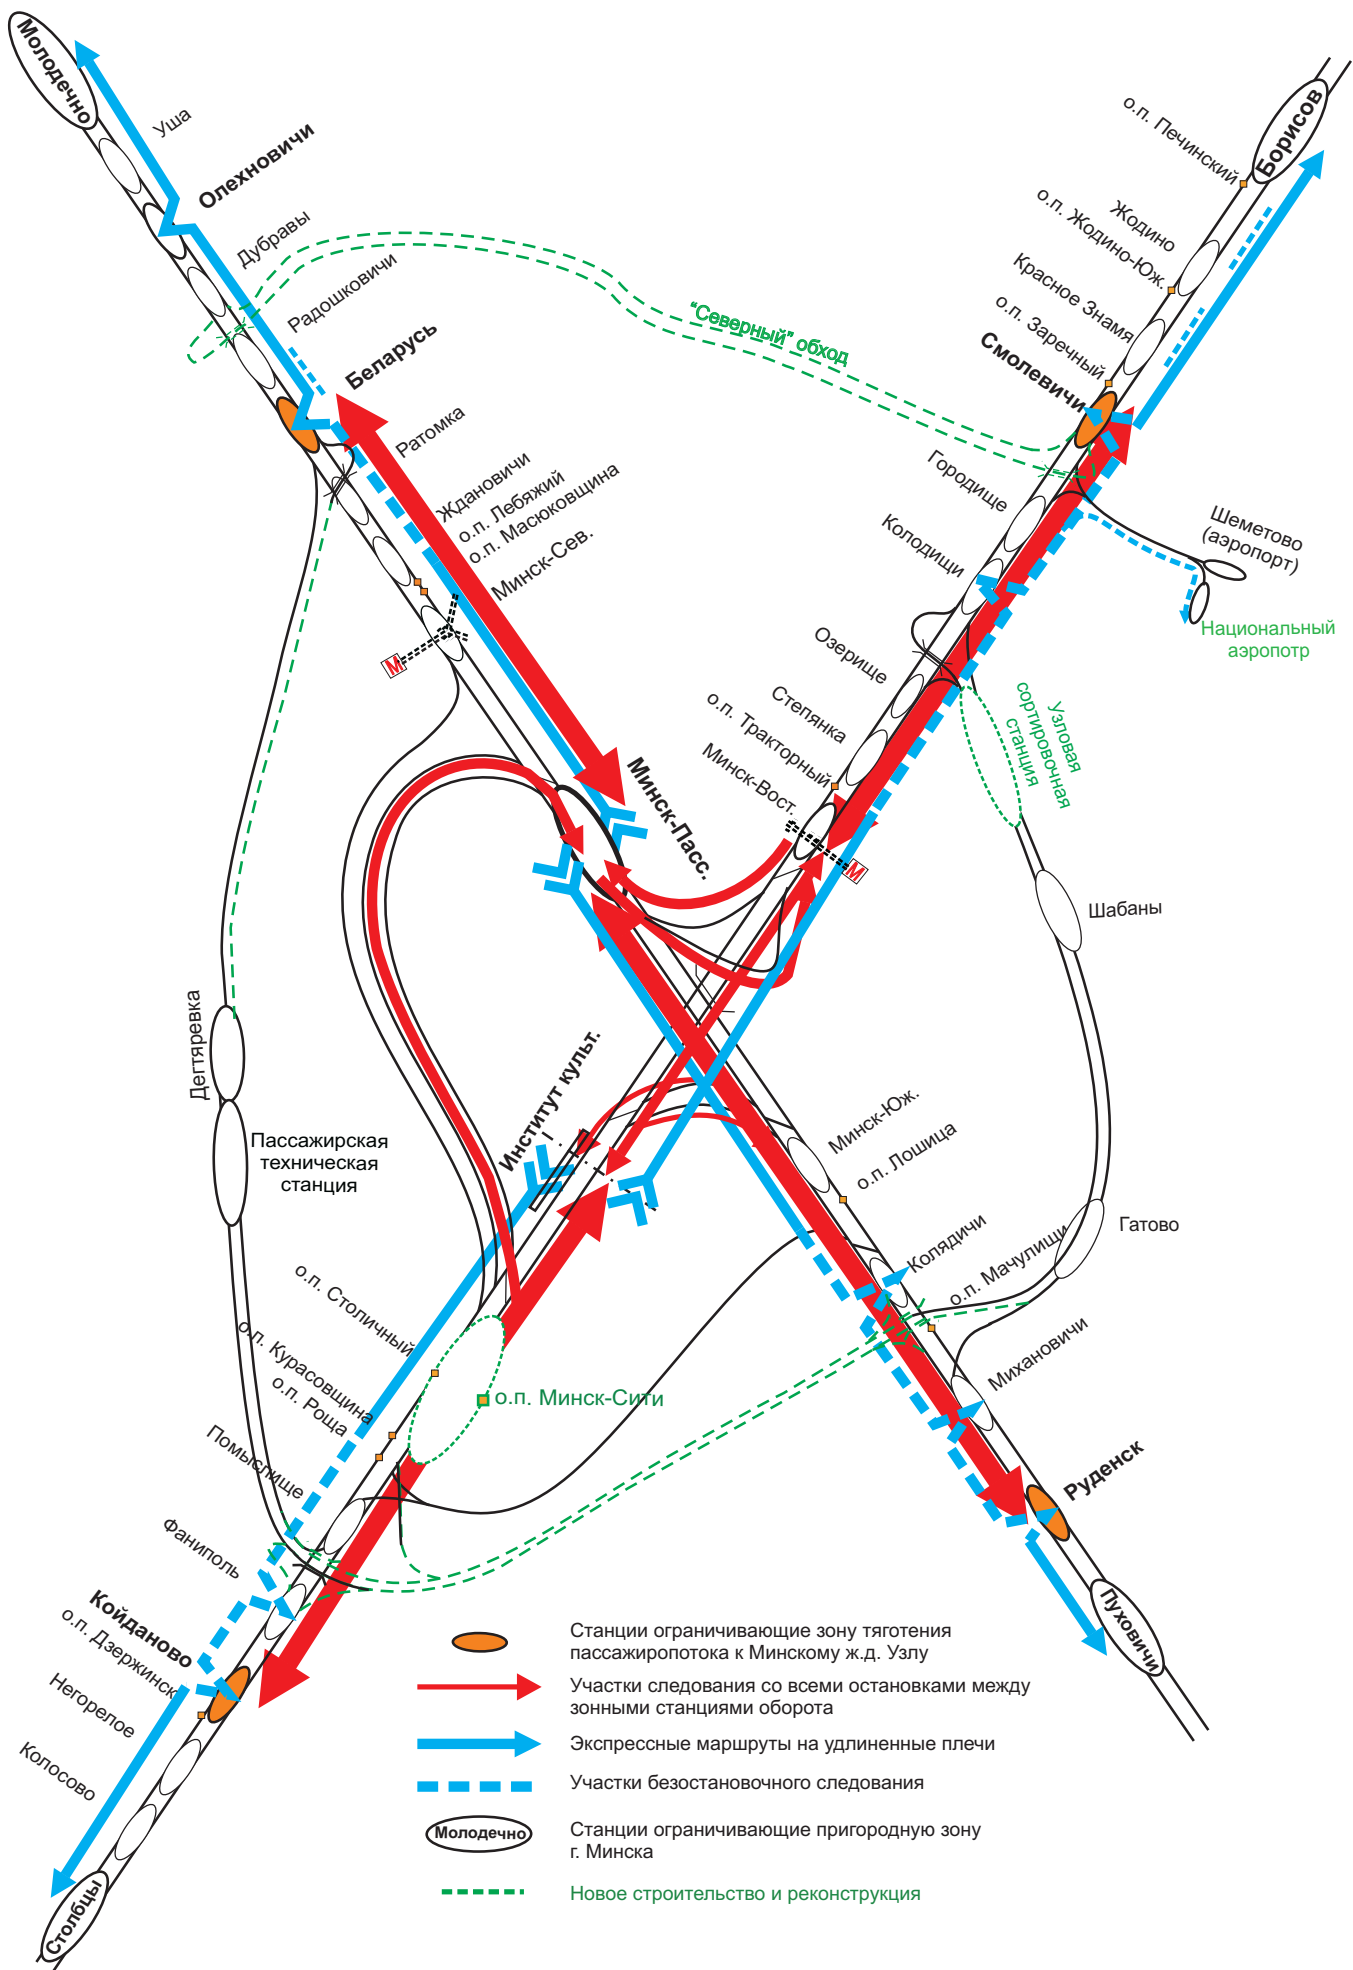 Молодечно
Уша
Олехновичи
Дубравы
Радошковичи
Беларусь
Ратомка
Ждановичи
о.п. Лебяжий
о.п. Масюковщина
Минск-Сев.
М
Минск-Пасс.
"Северный" обход
Борисов
о.п. Печинский
Жодино
о.п. Жодино-Юж.
Красное Знамя
о.п. Заречный
Смолевичи
Городище
Колодищи
Шеметово
(аэропорт)
Национальный
аэропотр
Озерище
Степянка
о.п. Тракторный
Минск-Вост.
М
Узловая
сортировочная
станция
Шабаны
Дегтяревка
Пассажирская
техническая
станция
Институт культ.
Минск-Юж.
о.п. Лошица
Колядичи
о.п. Мачулищи
Гатово
Михановичи
Руденск
Пуховичи
о.п. Столичный
о.п. Курасовщина
о.п. Роща
о.п. Минск-Сити
Помыслище
Фаниполь
Койданово
о.п. Дзержинск
Негорелое
Колосово
Столбцы
Станции ограничивающие зону тяготения
пассажиропотока к Минскому ж.д. Узлу
Участки следования со всеми остановками между
зонными станциями оборота
Экспрессные маршруты на удлиненные плечи
Участки безостановочного следования
Молодечно
Станции ограничивающие пригородную зону
г. Минска
Новое строительство и реконструкция